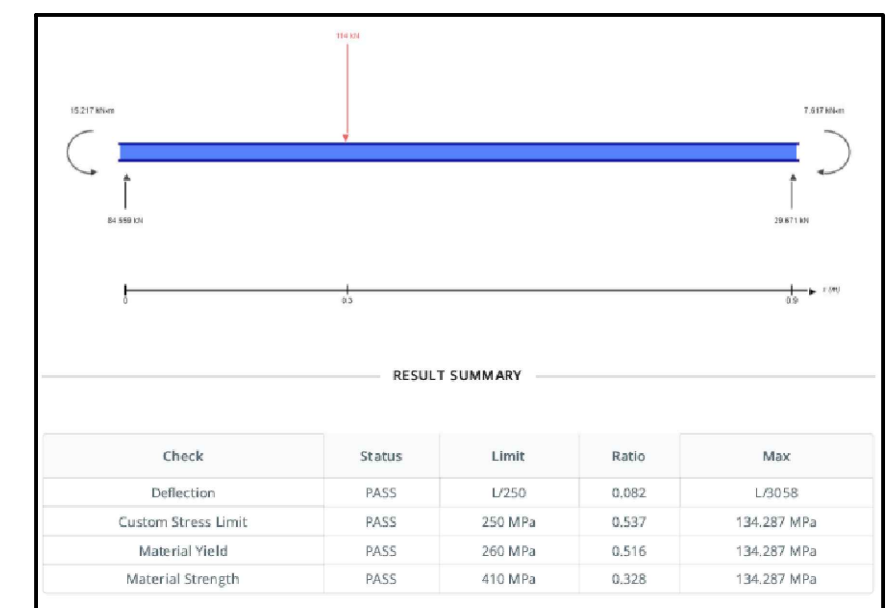 114 kN
15.217 kN-m 7.617 kN-m
84.559 kN 29.671 kN
0 0.3 0.9
RESULT SUMMARY
Check Status Limit Ratio Max
Deflection PASS L/250 0.082 L/3058
Custom Stress Limit PASS 250 MPa 0.537 134.287 MPa
Material Yield PASS 260 MPa 0.516 134.287 MPa
Material Strength PASS 410 MPa 0.328 134.287 MPa